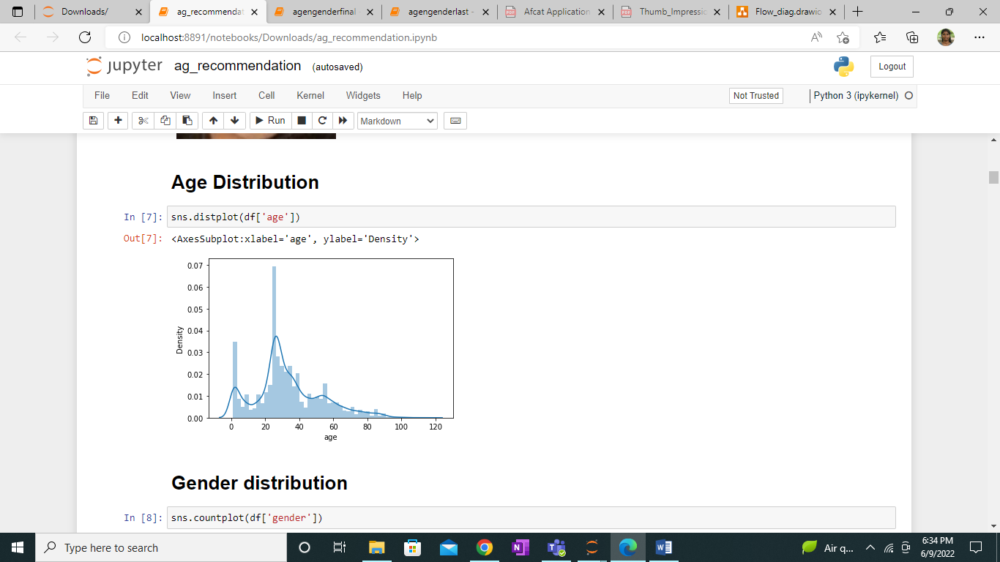 Downloads/
ag_recommendat
agengenderfinal -
agengenderlast -
Afcat Application
Thumb_Impressio
Flow_diag.drawio
localhost:8891/notebooks/Downloads/ag_recommendation.ipynb
jupyter ag_recommendation (autosaved)
Logout
File Edit View Insert Cell Kernel Widgets Help
Not Trusted
Python 3 (ipykernel)
Run
Markdown
Age Distribution
In [7]: sns.distplot(df['age'])
Out[7]: <AxesSubplot:xlabel='age', ylabel='Density'>
0.07
0.06
0.05
0.04
0.03
0.02
0.01
0.00
Density
0 20 40 60 80 100 120
age
Gender distribution
In [8]: sns.countplot(df['gender'])
Type here to search
Air q...
6:34 PM
6/9/2022